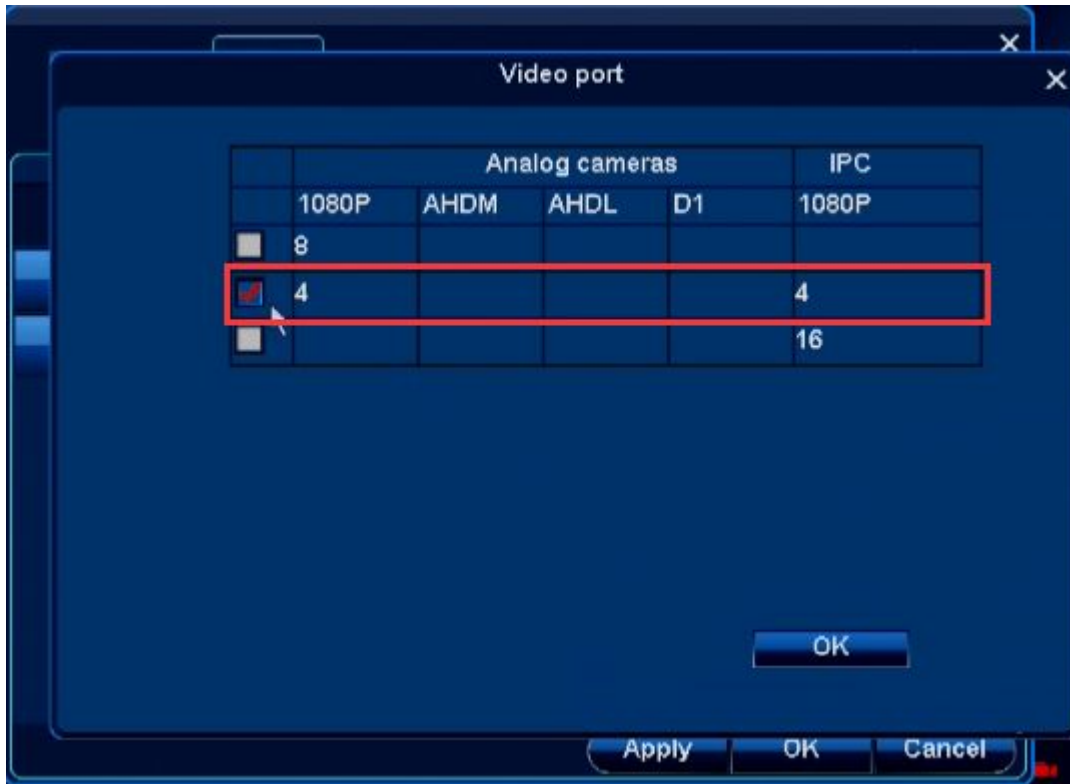 ×
Video port ×
Analog cameras IPC
1080P AHDM AHDL D1 1080P
8
4 4
16
OK
Apply OK Cancel